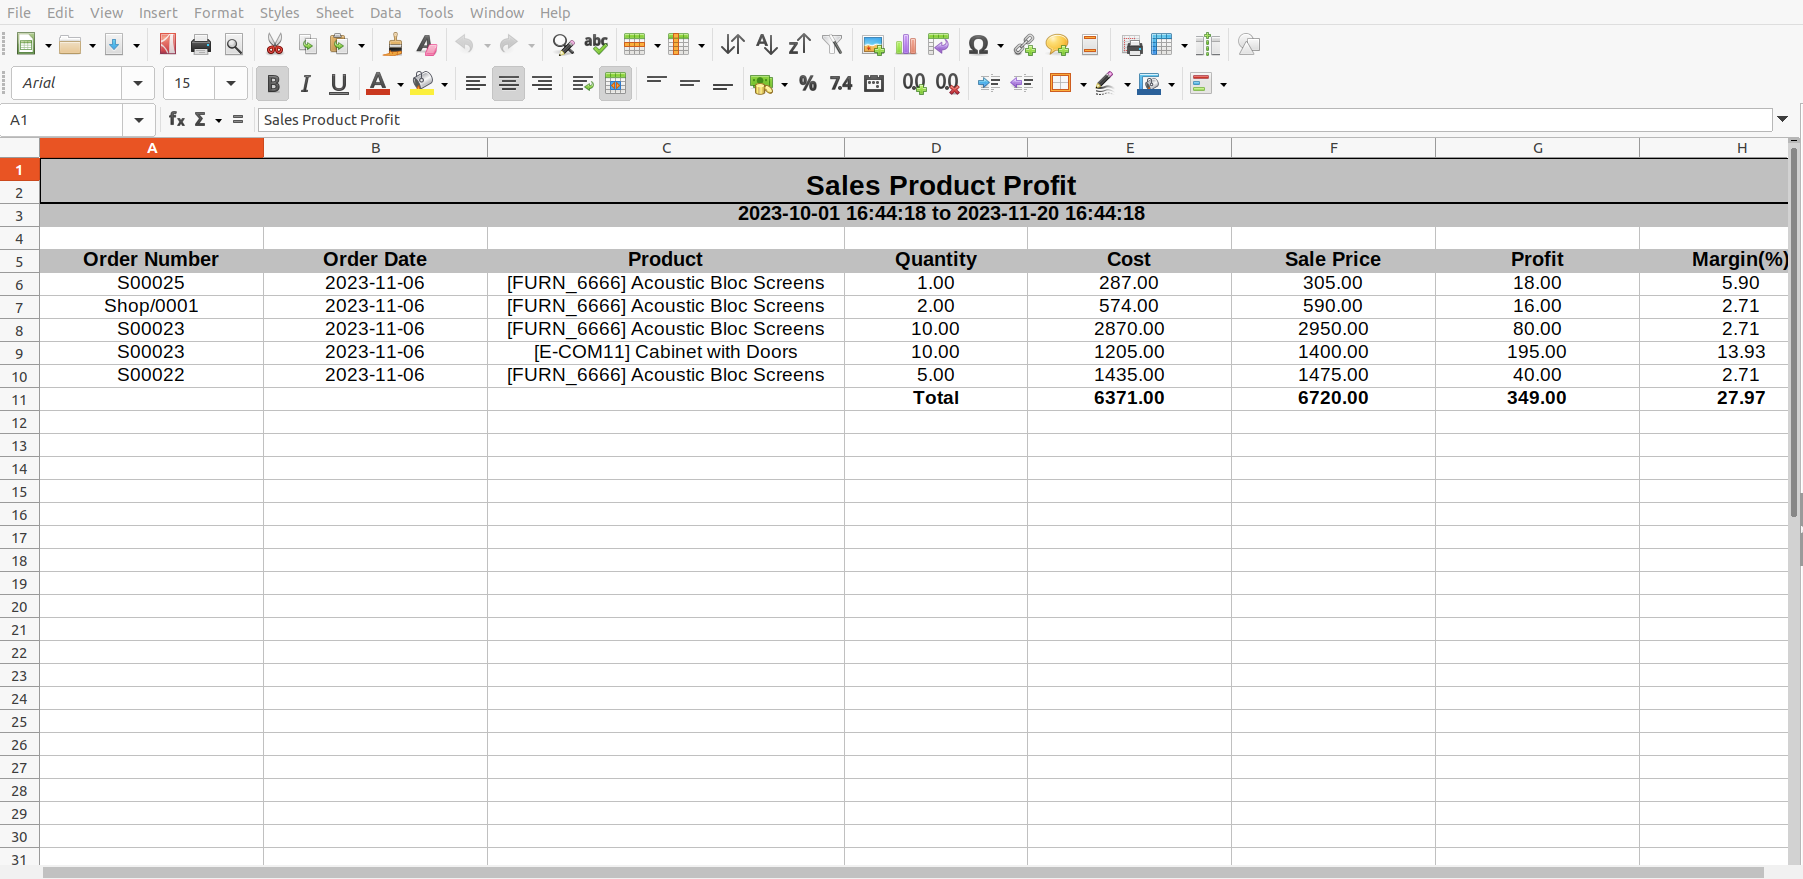 File Edit View Insert Format Styles Sheet Data Tools Window Help
abc Ω
Arial 15 B I U A % 7.4 0.0 0.0
A1 fx Σ = Sales Product Profit
A B C D E F G H
1
2 Sales Product Profit
3 2023-10-01 16:44:18 to 2023-11-20 16:44:18
4
5 Order Number Order Date Product Quantity Cost Sale Price Profit Margin(%)
6 S00025 2023-11-06 [FURN_6666] Acoustic Bloc Screens 1.00 287.00 305.00 18.00 5.90
7 Shop/0001 2023-11-06 [FURN_6666] Acoustic Bloc Screens 2.00 574.00 590.00 16.00 2.71
8 S00023 2023-11-06 [FURN_6666] Acoustic Bloc Screens 10.00 2870.00 2950.00 80.00 2.71
9 S00023 2023-11-06 [E-COM11] Cabinet with Doors 10.00 1205.00 1400.00 195.00 13.93
10 S00022 2023-11-06 [FURN_6666] Acoustic Bloc Screens 5.00 1435.00 1475.00 40.00 2.71
11 Total 6371.00 6720.00 349.00 27.97
12
13
14
15
16
17
18
19
20
21
22
23
24
25
26
27
28
29
30
31